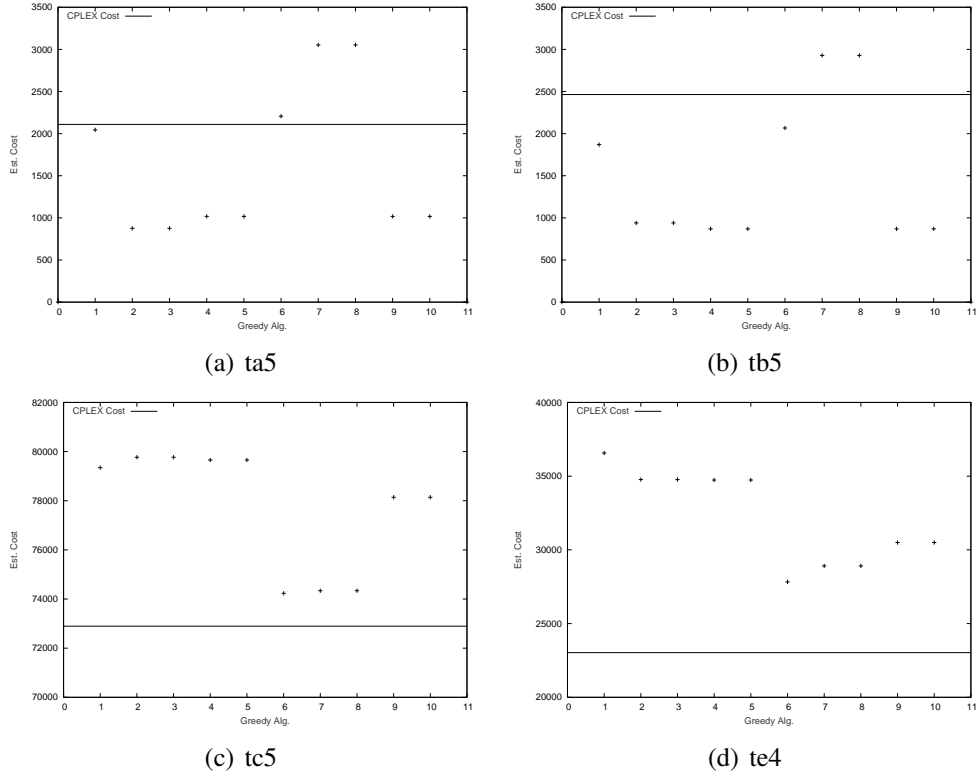 3500
3000
2500
2000
1500
1000
500
0
CPLEX Cost
Est. Cost
0 1 2 3 4 5 6 7 8 9 10 11
Greedy Alg.
(a) ta5
3500
3000
2500
2000
1500
1000
500
0
CPLEX Cost
Est. Cost
0 1 2 3 4 5 6 7 8 9 10 11
Greedy Alg.
(b) tb5
82000
80000
78000
76000
74000
72000
70000
CPLEX Cost
Est. Cost
0 1 2 3 4 5 6 7 8 9 10 11
Greedy Alg.
(c) tc5
40000
35000
30000
25000
20000
CPLEX Cost
Est. Cost
0 1 2 3 4 5 6 7 8 9 10 11
Greedy Alg.
(d) te4